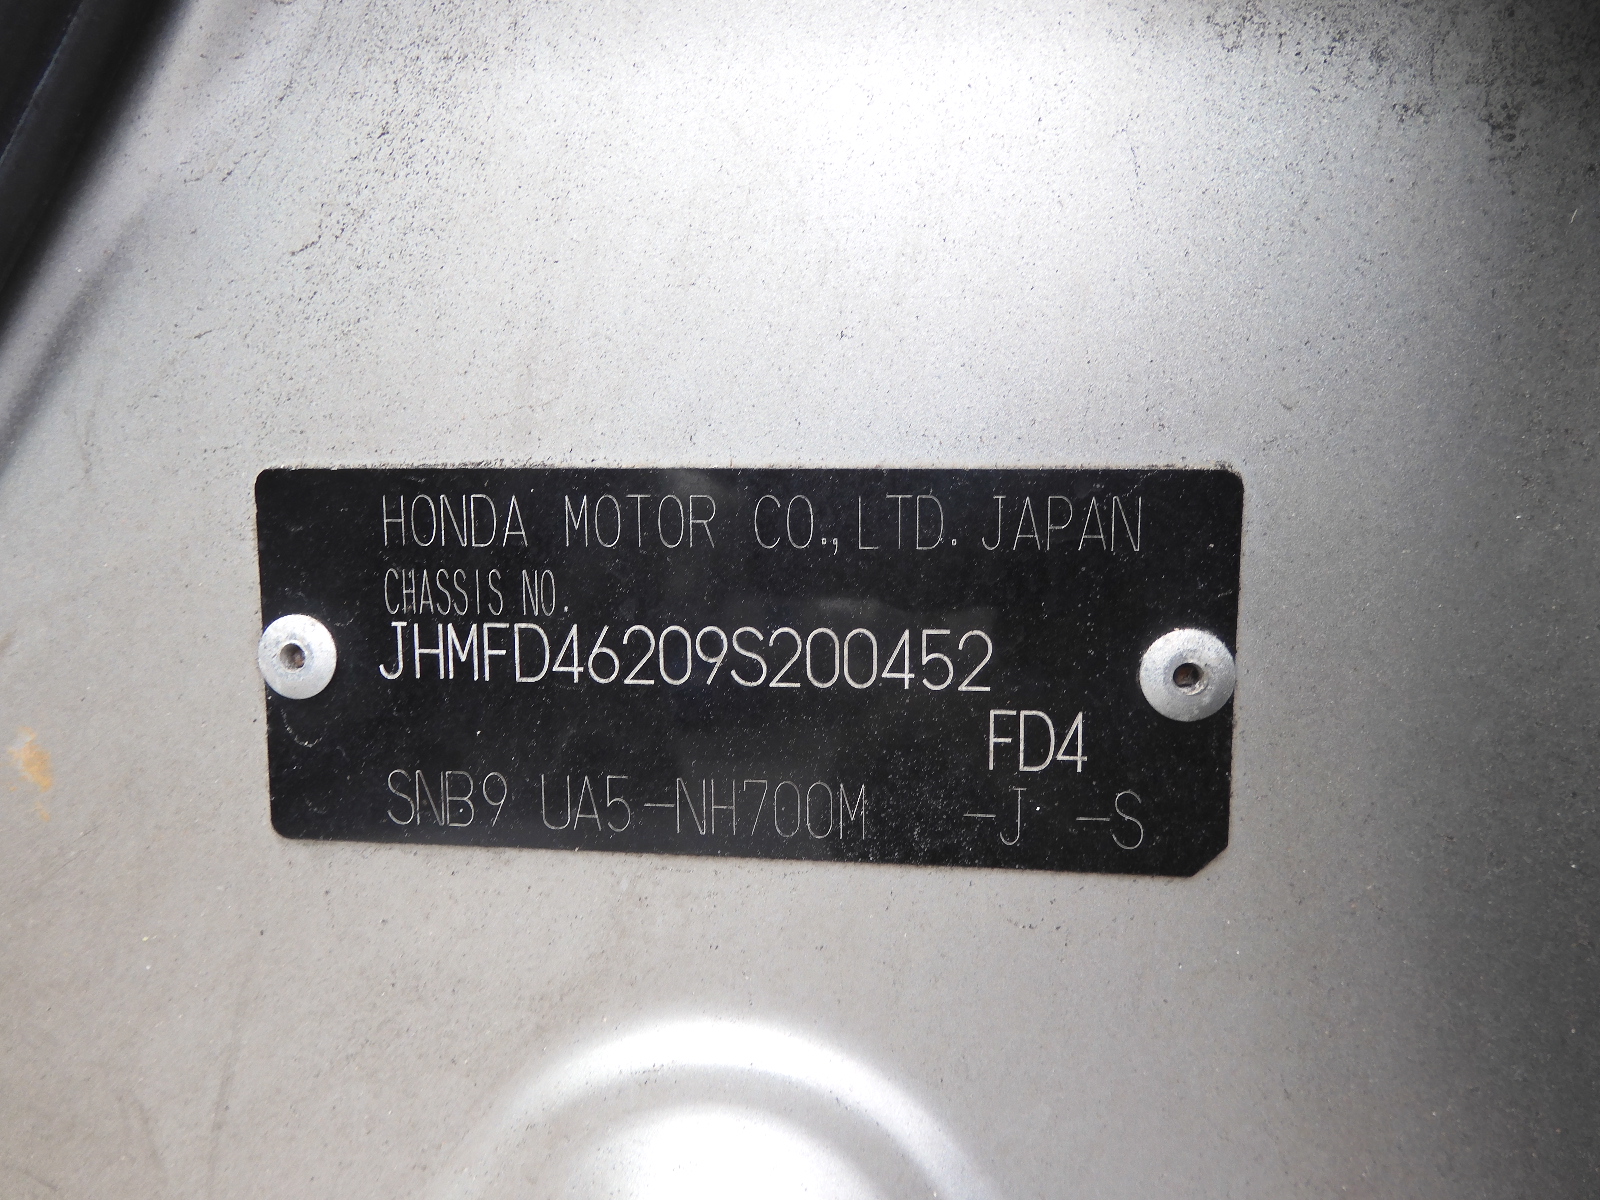 HONDA MOTOR CO.,LTD. JAPAN
CHASSIS NO.
JHMFD46209S200452
FD4
SNB9 UA5-NH700M -J -S